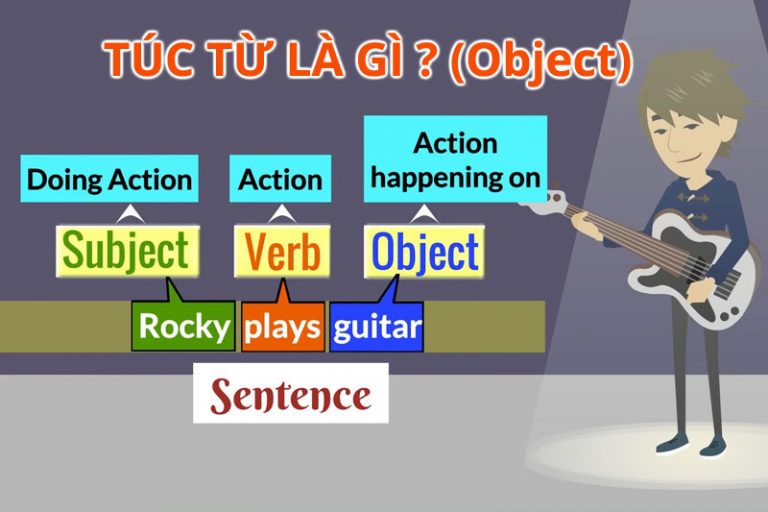 TÚC TỪ LÀ GÌ ? (Object)
Doing Action
Action
Action
happening on
Subject
Verb
Object
Rocky
plays
guitar
Sentence